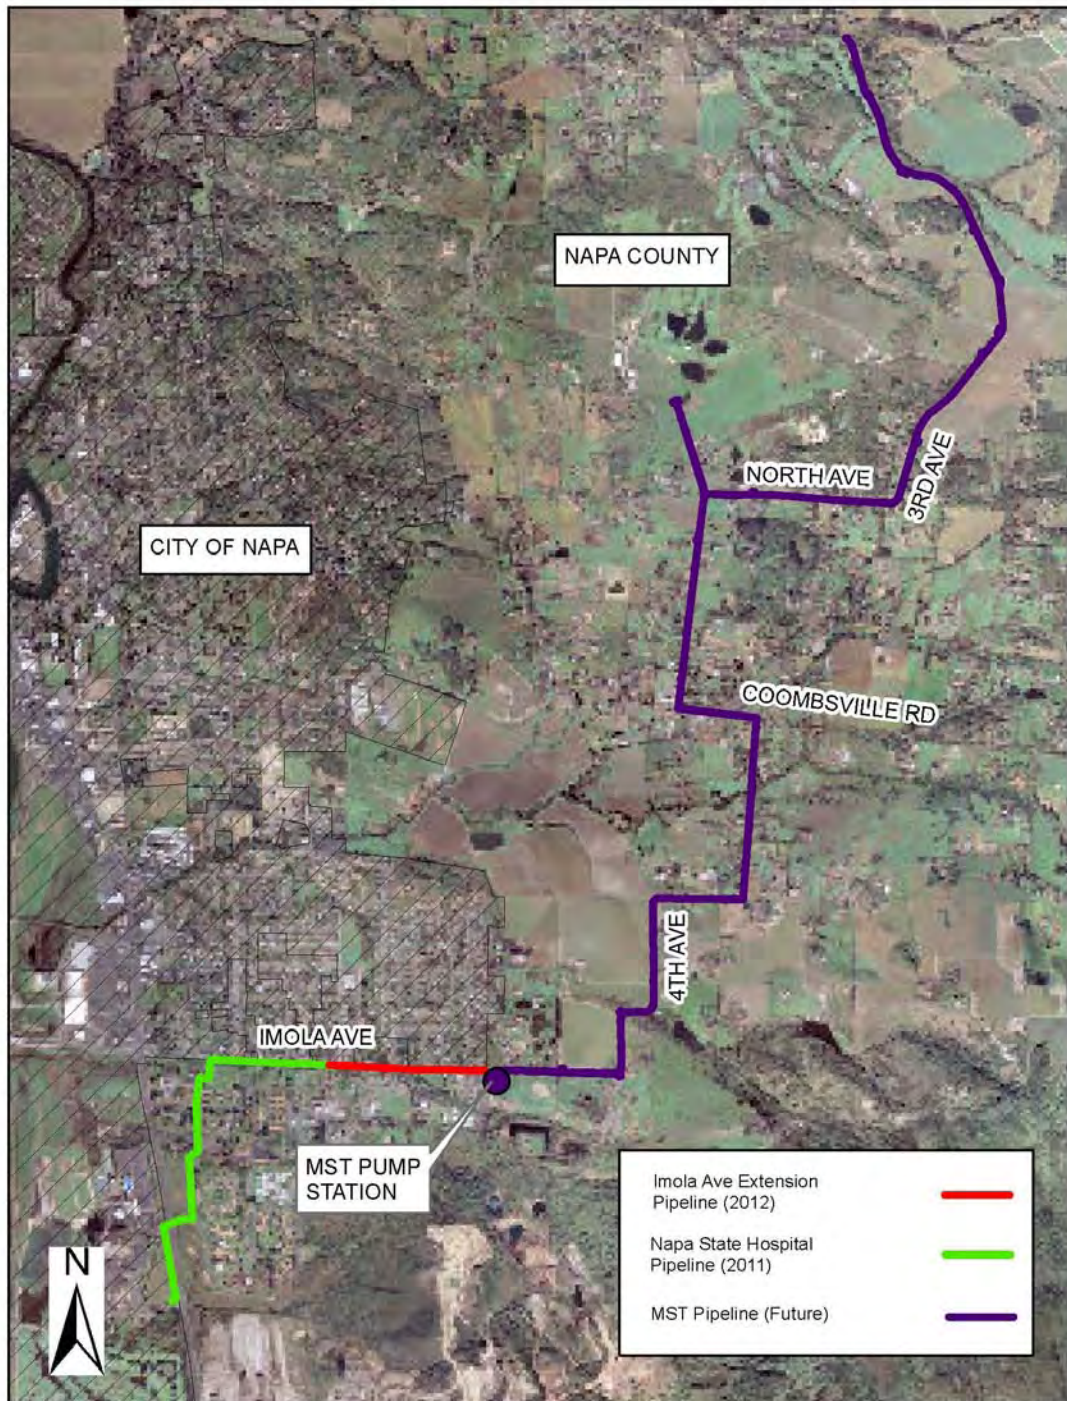 NAPA COUNTY
NORTH AVE
3RD AVE
CITY OF NAPA
COOMBSVILLE RD
4TH AVE
IMOLA AVE
MST PUMP
STATION
N
Imola Ave Extension
Pipeline (2012)
Napa State Hospital
Pipeline (2011)
MST Pipeline (Future)